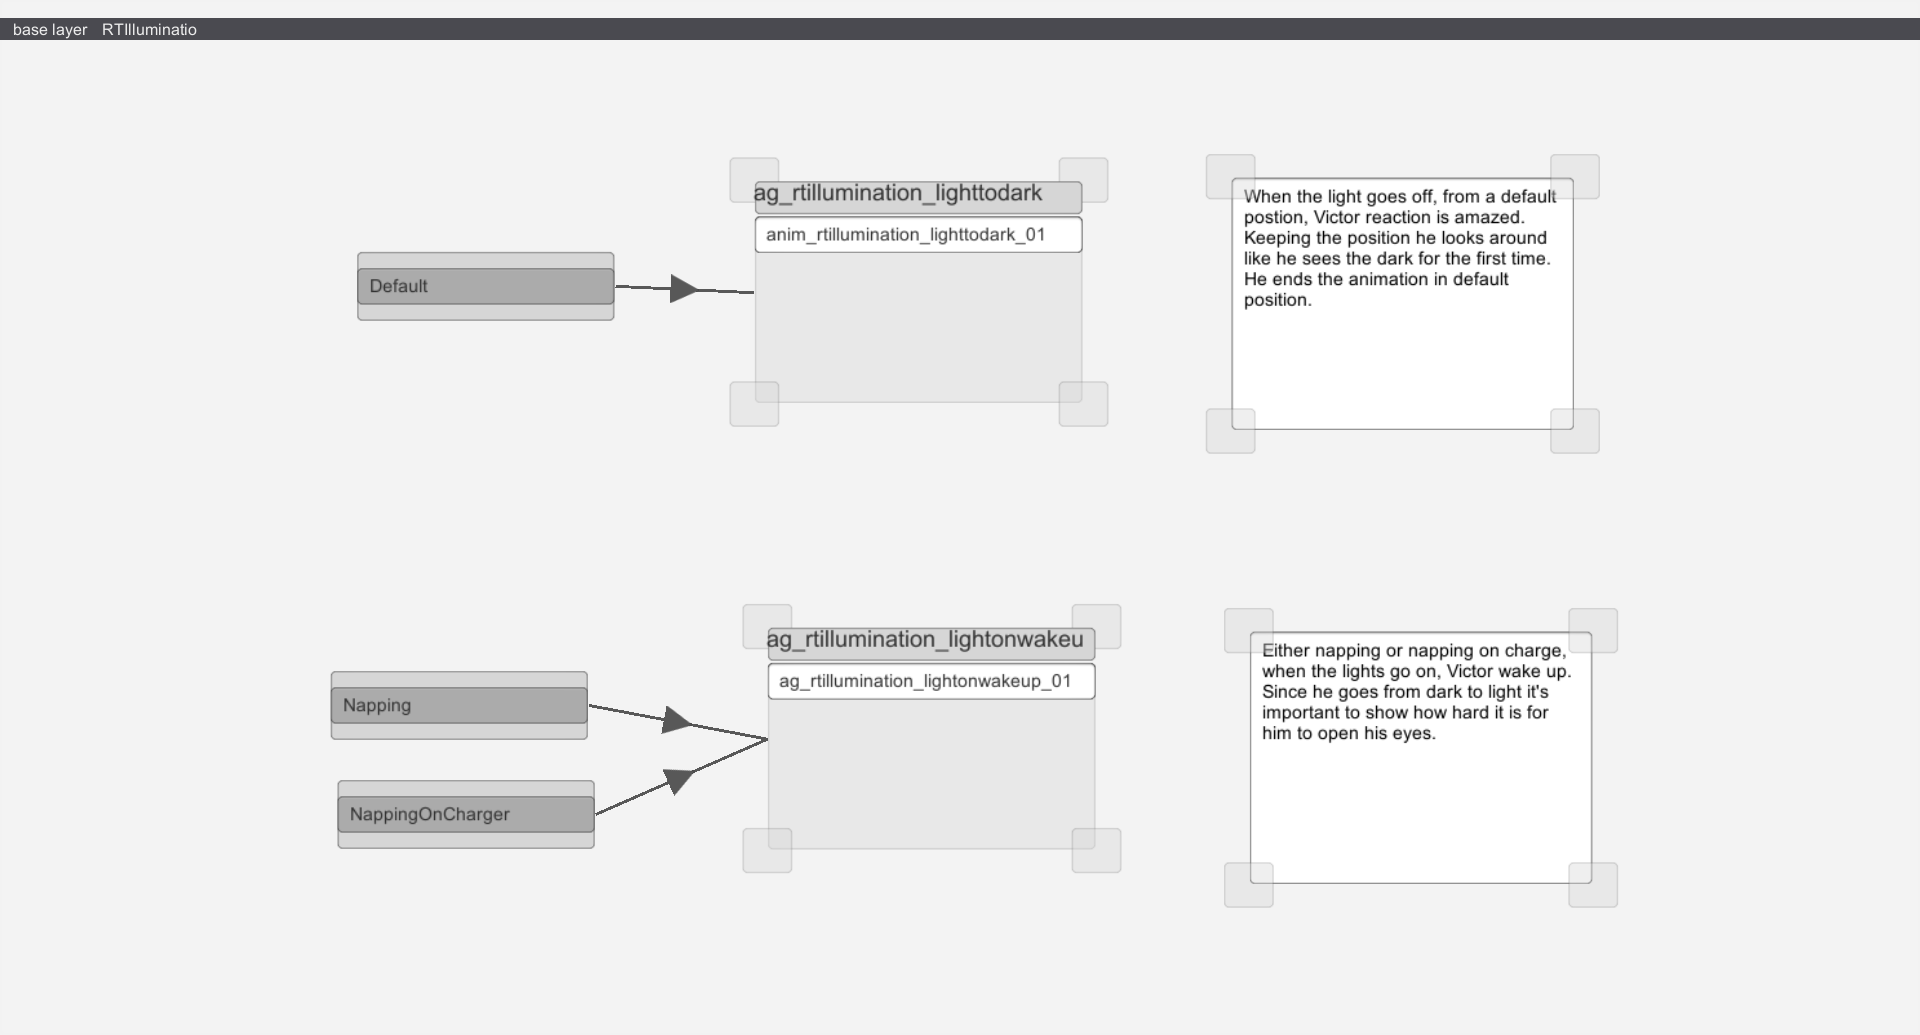 base layer RTIlluminatio
ag_rtillumination_lighttodark
anim_rtillumination_lighttodark_01
Default
When the light goes off, from a default
postion, Victor reaction is amazed.
Keeping the position he looks around
like he sees the dark for the first time.
He ends the animation in default
position.
ag_rtillumination_lightonwakeu
ag_rtillumination_lightonwakeup_01
Napping
NappingOnCharger
Either napping or napping on charge,
when the lights go on, Victor wake up.
Since he goes from dark to light it's
important to show how hard it is for
him to open his eyes.